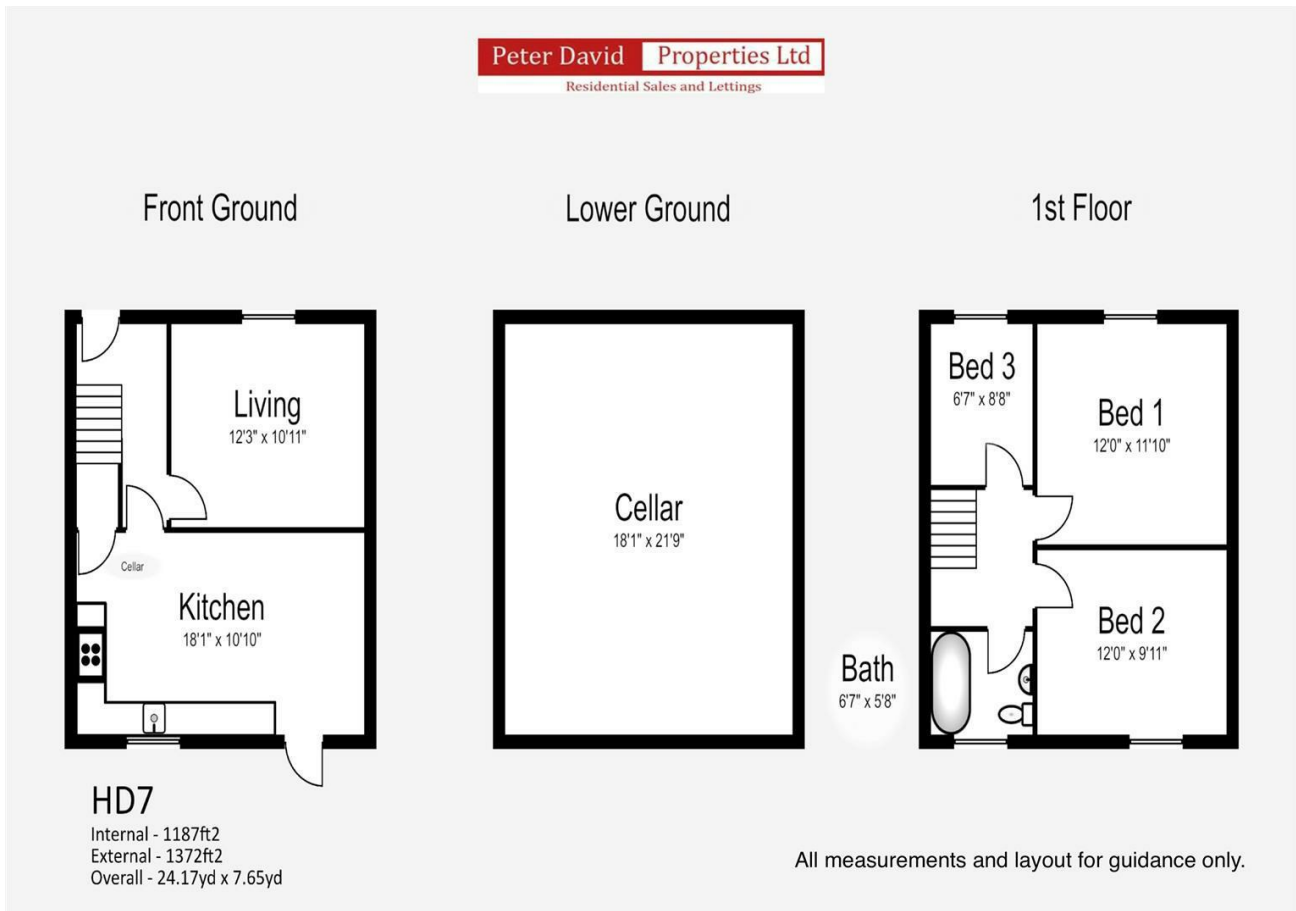 Peter David Properties Ltd
Residential Sales and Lettings
Front Ground
Lower Ground
1st Floor
Living
12'3" x 10'11"
Cellar
Kitchen
18'1" x 10'10"
Cellar
18'1" x 21'9"
Bed 3
6'7" x 8'8"
Bed 1
12'0" x 11'10"
Bed 2
12'0" x 9'11"
Bath
6'7" x 5'8"
HD7
Internal - 1187ft2
External - 1372ft2
Overall - 24.17yd x 7.65yd
All measurements and layout for guidance only.